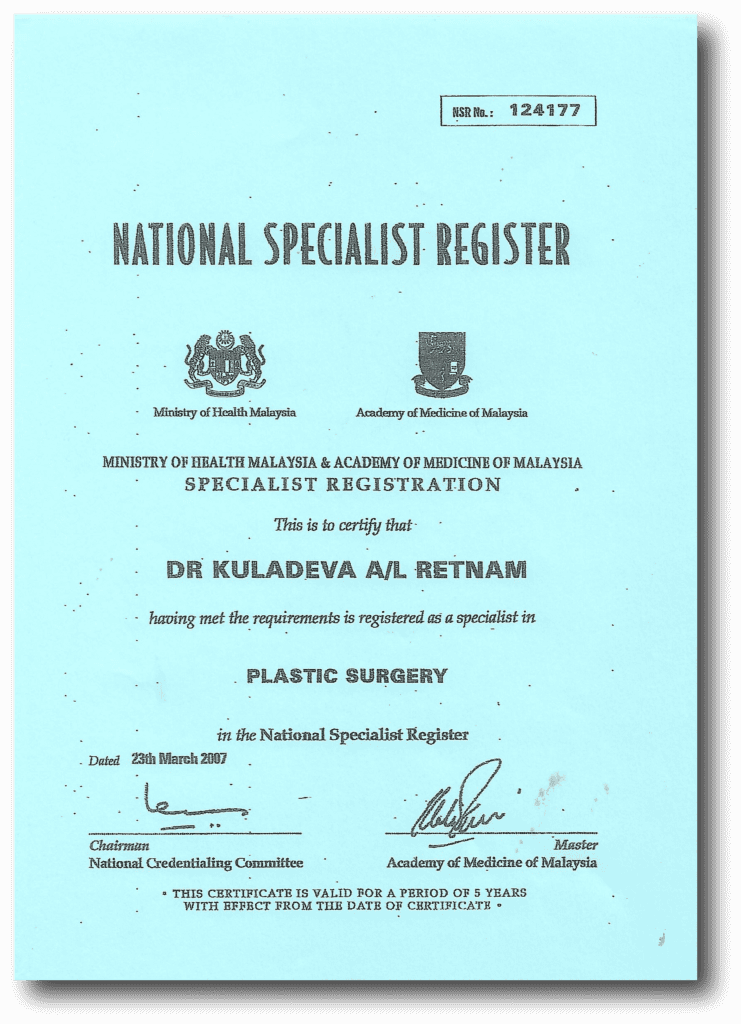 NSR No.: 124177
NATIONAL SPECIALIST REGISTER
Ministry of Health Malaysia
Academy of Medicine of Malaysia
MINISTRY OF HEALTH MALAYSIA & ACADEMY OF MEDICINE OF MALAYSIA
SPECIALIST REGISTRATION
This is to certify that
DR KULADEVA A/L RETNAM
having met the requirements is registered as a specialist in
PLASTIC SURGERY
in the National Specialist Register
Dated 23th March 2007
Chairman
National Credentialing Committee
Master
Academy of Medicine of Malaysia
* THIS CERTIFICATE IS VALID FOR A PERIOD OF 5 YEARS
WITH EFFECT FROM THE DATE OF CERTIFICATE *